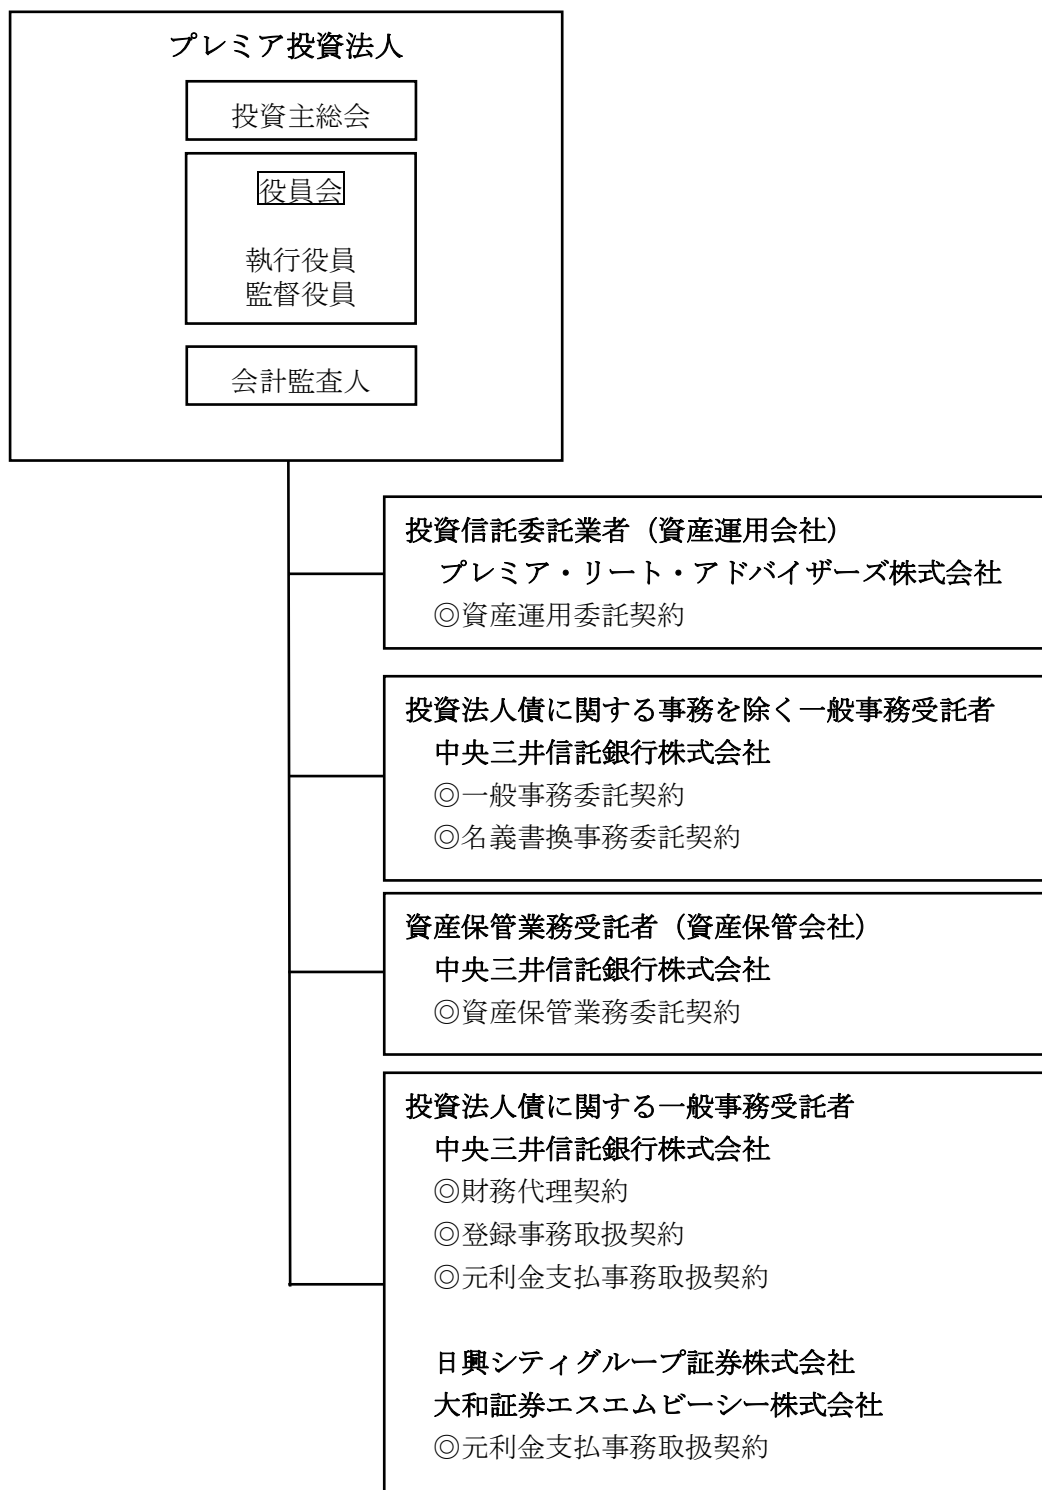 プレミア投資法人
投資主総会
役員会
執行役員
監督役員
会計監査人
投資信託委託業者（資産運用会社）
プレミア・リート・アドバイザーズ株式会社
◎資産運用委託契約
投資法人債に関する事務を除く一般事務受託者
中央三井信託銀行株式会社
◎一般事務委託契約
◎名義書換事務委託契約
資産保管業務受託者（資産保管会社）
中央三井信託銀行株式会社
◎資産保管業務委託契約
投資法人債に関する一般事務受託者
中央三井信託銀行株式会社
◎財務代理契約
◎登録事務取扱契約
◎元利金支払事務取扱契約
日興シティグループ証券株式会社
大和証券エスエムビーシー株式会社
◎元利金支払事務取扱契約